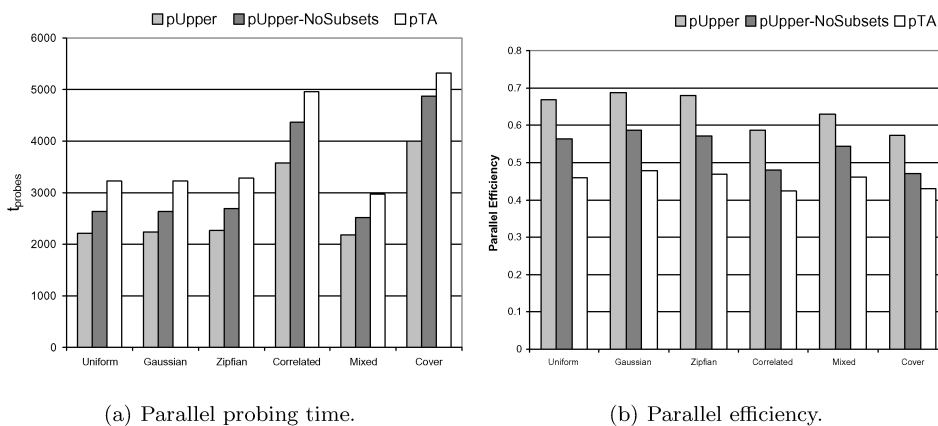 pUpper pUpper-NoSubsets pTA
6000
5000
4000
3000
2000
1000
0
tprobes
Uniform Gaussian Zipfian Correlated Mixed Cover
(a) Parallel probing time.
pUpper pUpper-NoSubsets pTA
0.8
0.7
0.6
0.5
0.4
0.3
0.2
0.1
0
Parallel Efficiency
Uniform Gaussian Zipfian Correlated Mixed Cover
(b) Parallel efficiency.